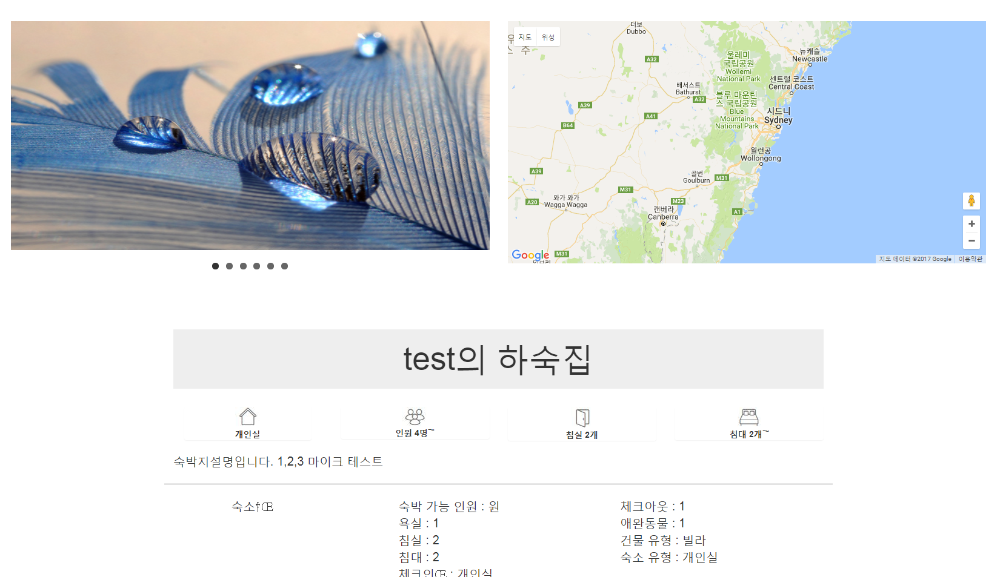 더보
Dubbo
지도 위성
우
스 주
A32
울레미
국립공원
Wollemi
National Park
뉴캐슬
Newcastle
센트럴 코스트
Central Coast
배서스트
Bathurst
A32
블루 마운틴
스 국립공원
Blue
Mountains
National Park
시드니
Sydney
A39
A41
B64
월런공
Wollongong
A39
골번
Goulburn
M31
M31
와가 와가
Wagga Wagga
A20
M23
캔버라
Canberra
A1
Google
M31
지도 데이터 ©2017 Google 이용약관
test의 하숙집
개인실
인원 4명~
침실 2개
침대 2개~
숙박지설명입니다. 1,2,3 마이크 테스트
숙소†Œ
숙박 가능 인원 : 원
욕실 : 1
침실 : 2
침대 : 2
체크인Œ : 개인실
체크아웃 : 1
애완동물 : 1
건물 유형 : 빌라
숙소 유형 : 개인실